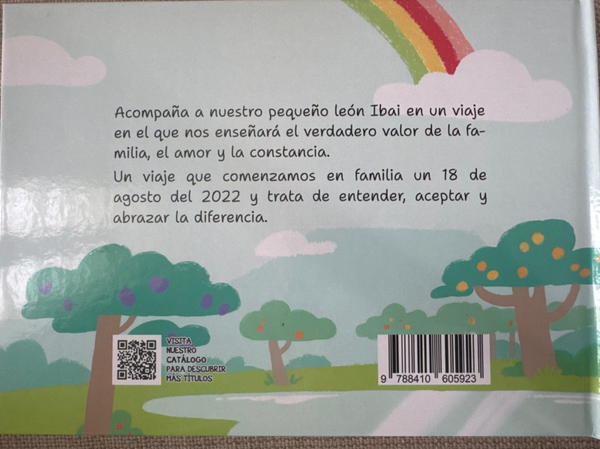 Acompaña a nuestro pequeño león Ibai en un viaje
en el que nos enseñará el verdadero valor de la fa-
milia, el amor y la constancia.
Un viaje que comenzamos en familia un 18 de
agosto del 2022 y trata de entender, aceptar y
abrazar la diferencia.
VISITA
NUESTRO
CATÁLOGO
PARA DESCUBRIR
MÁS TÍTULOS
9 788410 605923